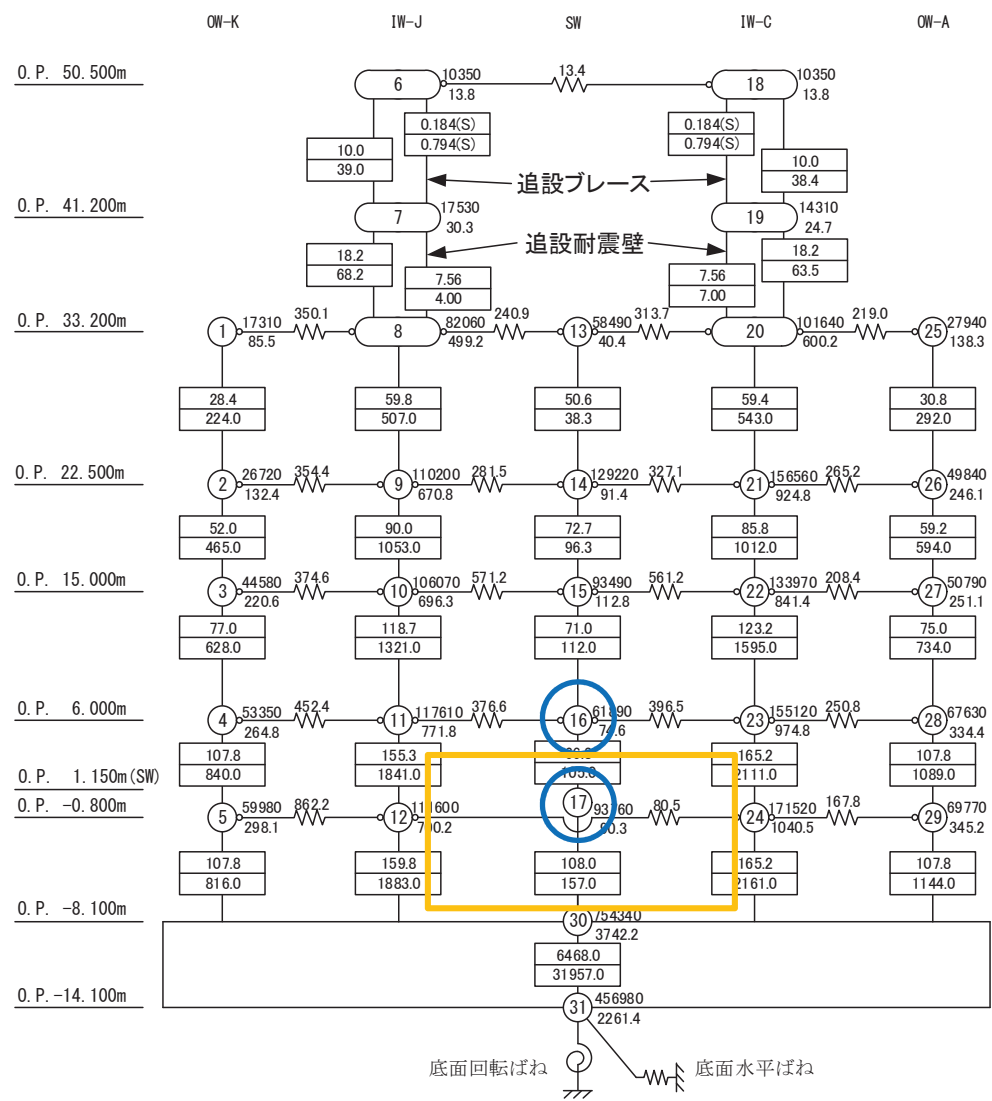 OW-K IW-J SW IW-C OW-A
O.P. 50.500m 6 10350 13.4 18 10350
13.8 13.8
0.184(S) 0.184(S)
0.794(S) 0.794(S)
10.0 10.0
39.0 38.4
追設ブレース
O.P. 41.200m 7 17530 19 14310
30.3 24.7
追設耐震壁
18.2 18.2
68.2 63.5
7.56 7.56
4.00 7.00
O.P. 33.200m 1 17310 350.1 8 82060 240.9 13 58490 313.7 20 101640 219.0 25 27940
85.5 499.2 40.4 600.2 138.3
28.4 59.8 50.6 59.4 30.8
224.0 507.0 38.3 543.0 292.0
O.P. 22.500m 2 26720 354.4 9 110200 281.5 14 129220 327.1 21 156560 265.2 26 49840
132.4 670.8 91.4 924.8 246.1
52.0 90.0 72.7 85.8 59.2
465.0 1053.0 96.3 1012.0 594.0
O.P. 15.000m 3 44580 374.6 10 106070 571.2 15 93490 561.2 22 133970 208.4 27 50790
220.6 696.3 112.8 841.4 251.1
77.0 118.7 71.0 123.2 75.0
628.0 1321.0 112.0 1595.0 734.0
O.P. 6.000m 4 53350 452.4 11 117610 376.6 16 61890 396.5 23 155120 250.8 28 67630
264.8 771.8 74.6 974.8 334.4
107.8 155.3 165.2 107.8
840.0 1841.0 105.0 2111.0 1089.0
O.P. 1.150m(SW)
O.P. -0.800m 5 59980 862.2 12 17 80.5 24 171520 167.8 29 69770
298.1 1040.5 345.2
107.8 159.8 108.0 165.2 107.8
816.0 1883.0 157.0 2161.0 1144.0
O.P. -8.100m 30 754340
3742.2
6468.0
31957.0
O.P.-14.100m 31 456980
2261.4
底面回転ばね 底面水平ばね